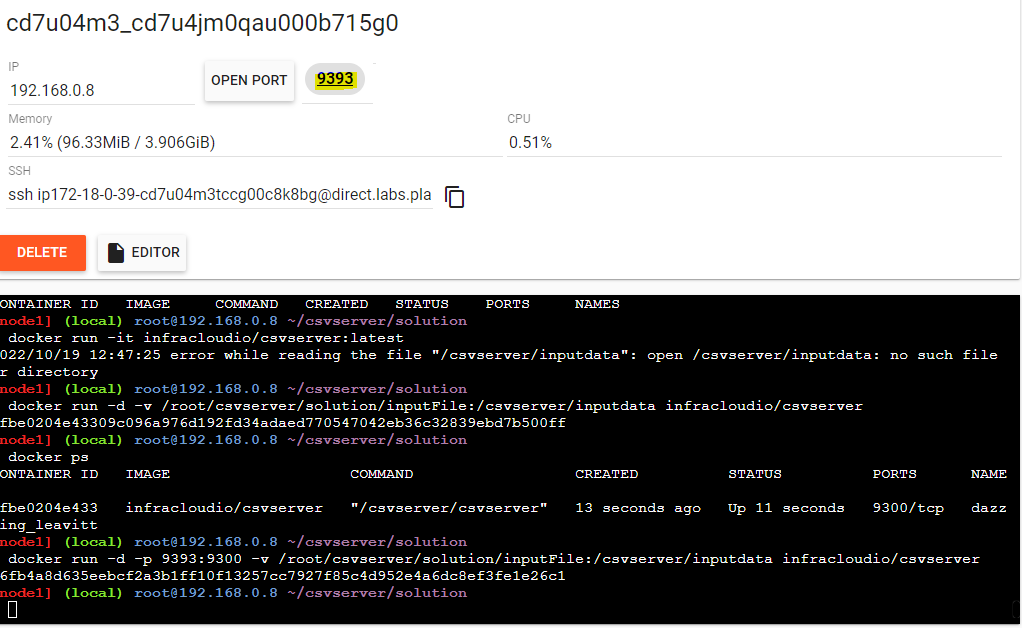 cd7u04m3_cd7u4jm0qau000b715g0
IP
192.168.0.8
OPEN PORT
9393
Memory
2.41% (96.33MiB / 3.906GiB)
CPU
0.51%
SSH
ssh ip172-18-0-39-cd7u04m3tccg00c8k8bg@direct.labs.pla
DELETE
EDITOR
ONTAINER ID IMAGE COMMAND CREATED STATUS PORTS NAMES
node1] (local) root@192.168.0.8 ~/csvserver/solution
docker run -it infracloudio/csvserver:latest
022/10/19 12:47:25 error while reading the file "/csvserver/inputdata": open /csvserver/inputdata: no such file
r directory
node1] (local) root@192.168.0.8 ~/csvserver/solution
docker run -d -v /root/csvserver/solution/inputFile:/csvserver/inputdata infracloudio/csvserver
fbe0204e43309c096a976d192fd34adaed770547042eb36c32839ebd7b500ff
node1] (local) root@192.168.0.8 ~/csvserver/solution
docker ps
ONTAINER ID IMAGE COMMAND CREATED STATUS PORTS NAME
fbe0204e433 infracloudio/csvserver "/csvserver/csvserver" 13 seconds ago Up 11 seconds 9300/tcp dazz
ing_leavitt
node1] (local) root@192.168.0.8 ~/csvserver/solution
docker run -d -p 9393:9300 -v /root/csvserver/solution/inputFile:/csvserver/inputdata infracloudio/csvserver
6fb4a8d635eebcf2a3b1ff10f13257cc7927f85c4d952e4a6dc8ef3fe1e26c1
node1] (local) root@192.168.0.8 ~/csvserver/solution